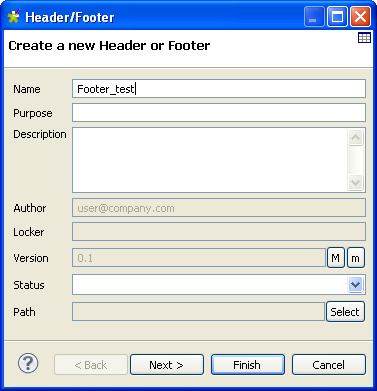 Header/Footer
Create a new Header or Footer
Name Footer_test
Purpose
Description
Author user@company.com
Locker
Version 0.1 M m
Status
Path Select
? < Back Next > Finish Cancel